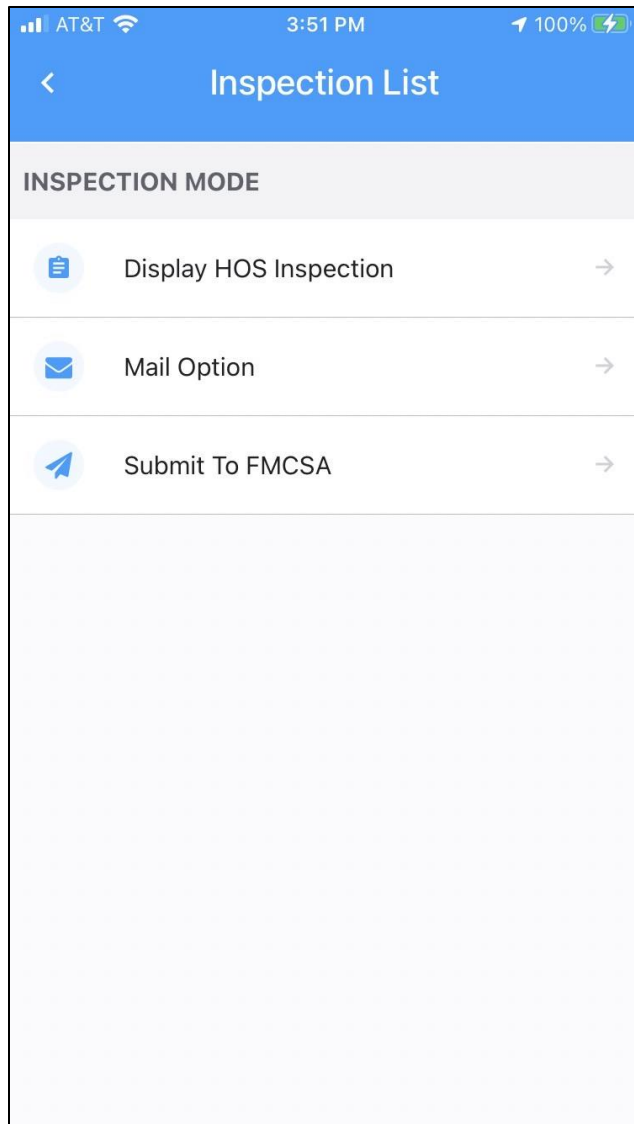 AT&T 3:51 PM 100%
Inspection List
INSPECTION MODE
Display HOS Inspection
Mail Option
Submit To FMCSA